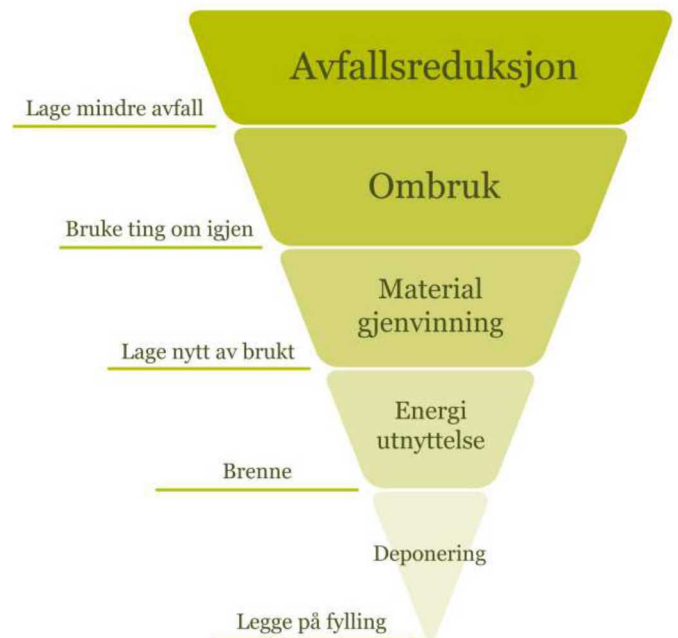 Avfallsreduksjon
Lage mindre avfall
Ombruk
Bruke ting om igjen
Material
gjenvinning
Lage nytt av brukt
Energi
utnyttelse
Brenne
Deponering
Legge på fylling